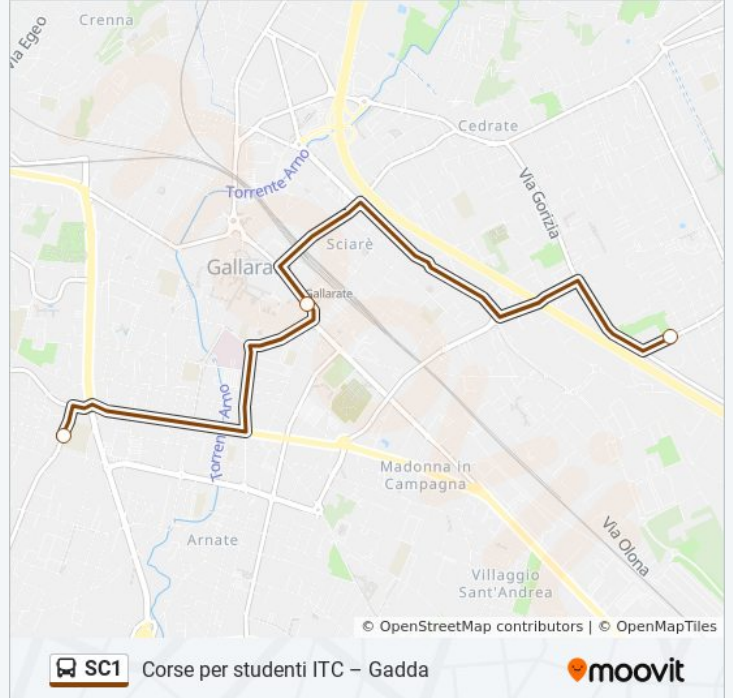 Crenna
Via Egeo
Cedrate
Torrente Arno
Via Gorizia
Sciarè
Gallara
Gallarate
Torrente Arno
Madonna in
Campagna
Arnate
Via Olona
Villaggio
Sant'Andrea
© OpenStreetMap contributors | © OpenMapTiles
SC1 Corse per studenti ITC – Gadda
moovit